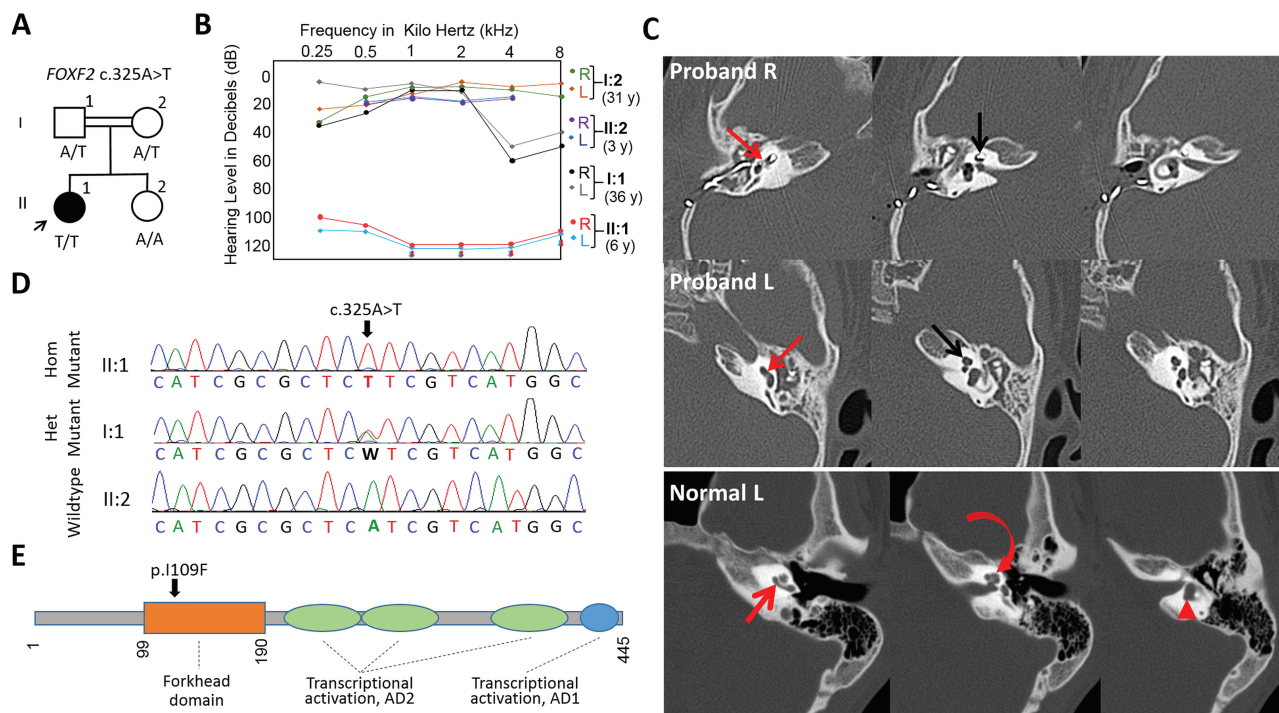 A
FOXF2 c.325A>T
I
1
2
A/T
A/T
II
1
2
T/T
A/A
B
Frequency in Kilo Hertz (kHz)
0.25 0.5 1 2 4 8
Hearing Level in Decibels (dB)
0
20
40
60
80
100
120
R
L
I:2
(31 y)
R
L
II:2
(3 y)
R
L
I:1
(36 y)
R
L
II:1
(6 y)
C
Proband R
Proband L
Normal L
D
c.325A>T
Hom
Mutant
II:1
C A T C G C G C T C T T C G T C A T G G C
Het
Mutant
I:1
C A T C G C G C T C W T C G T C A T G G C
Wildtype
II:2
C A T C G C G C T C A T C G T C A T G G C
E
p.I109F
1
99
190
445
Forkhead
domain
Transcriptional
activation, AD2
Transcriptional
activation, AD1